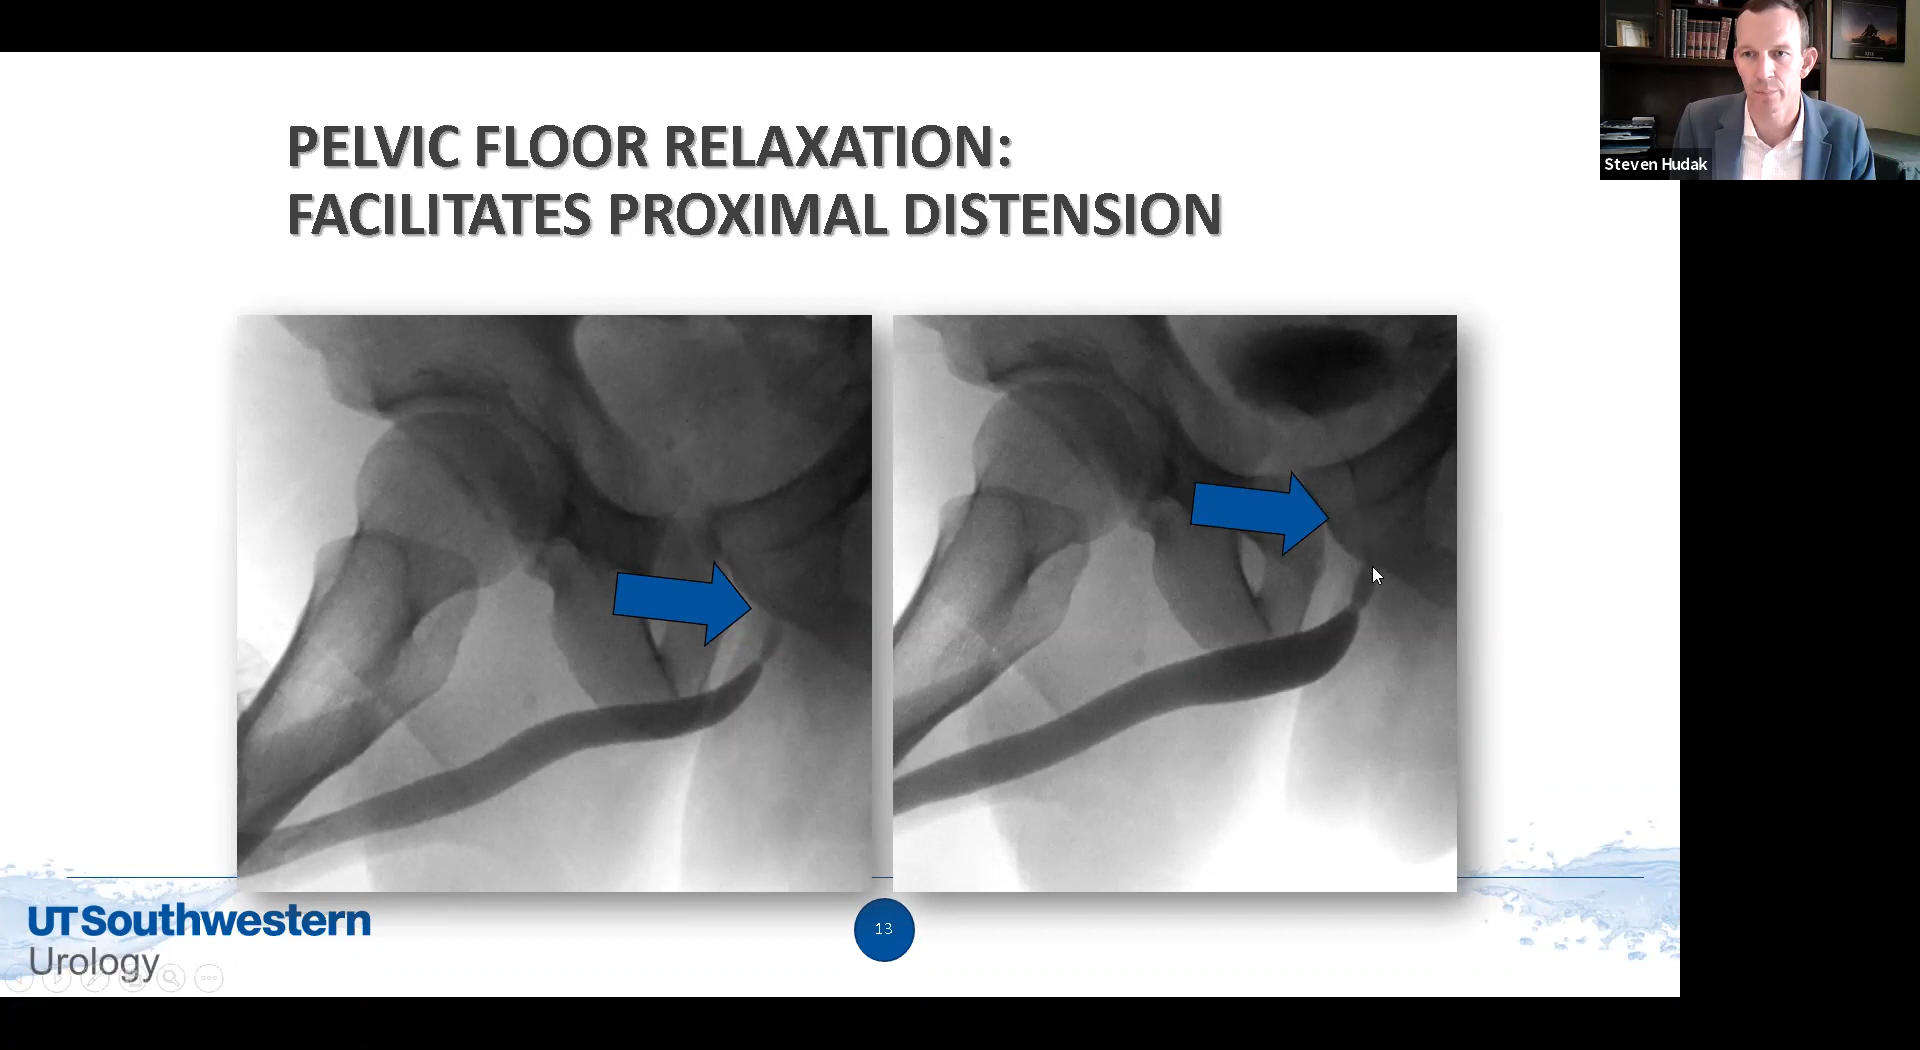 PELVIC FLOOR RELAXATION:
FACILITATES PROXIMAL DISTENSION
Steven Hudak
UTSouthwestern
Urology
13